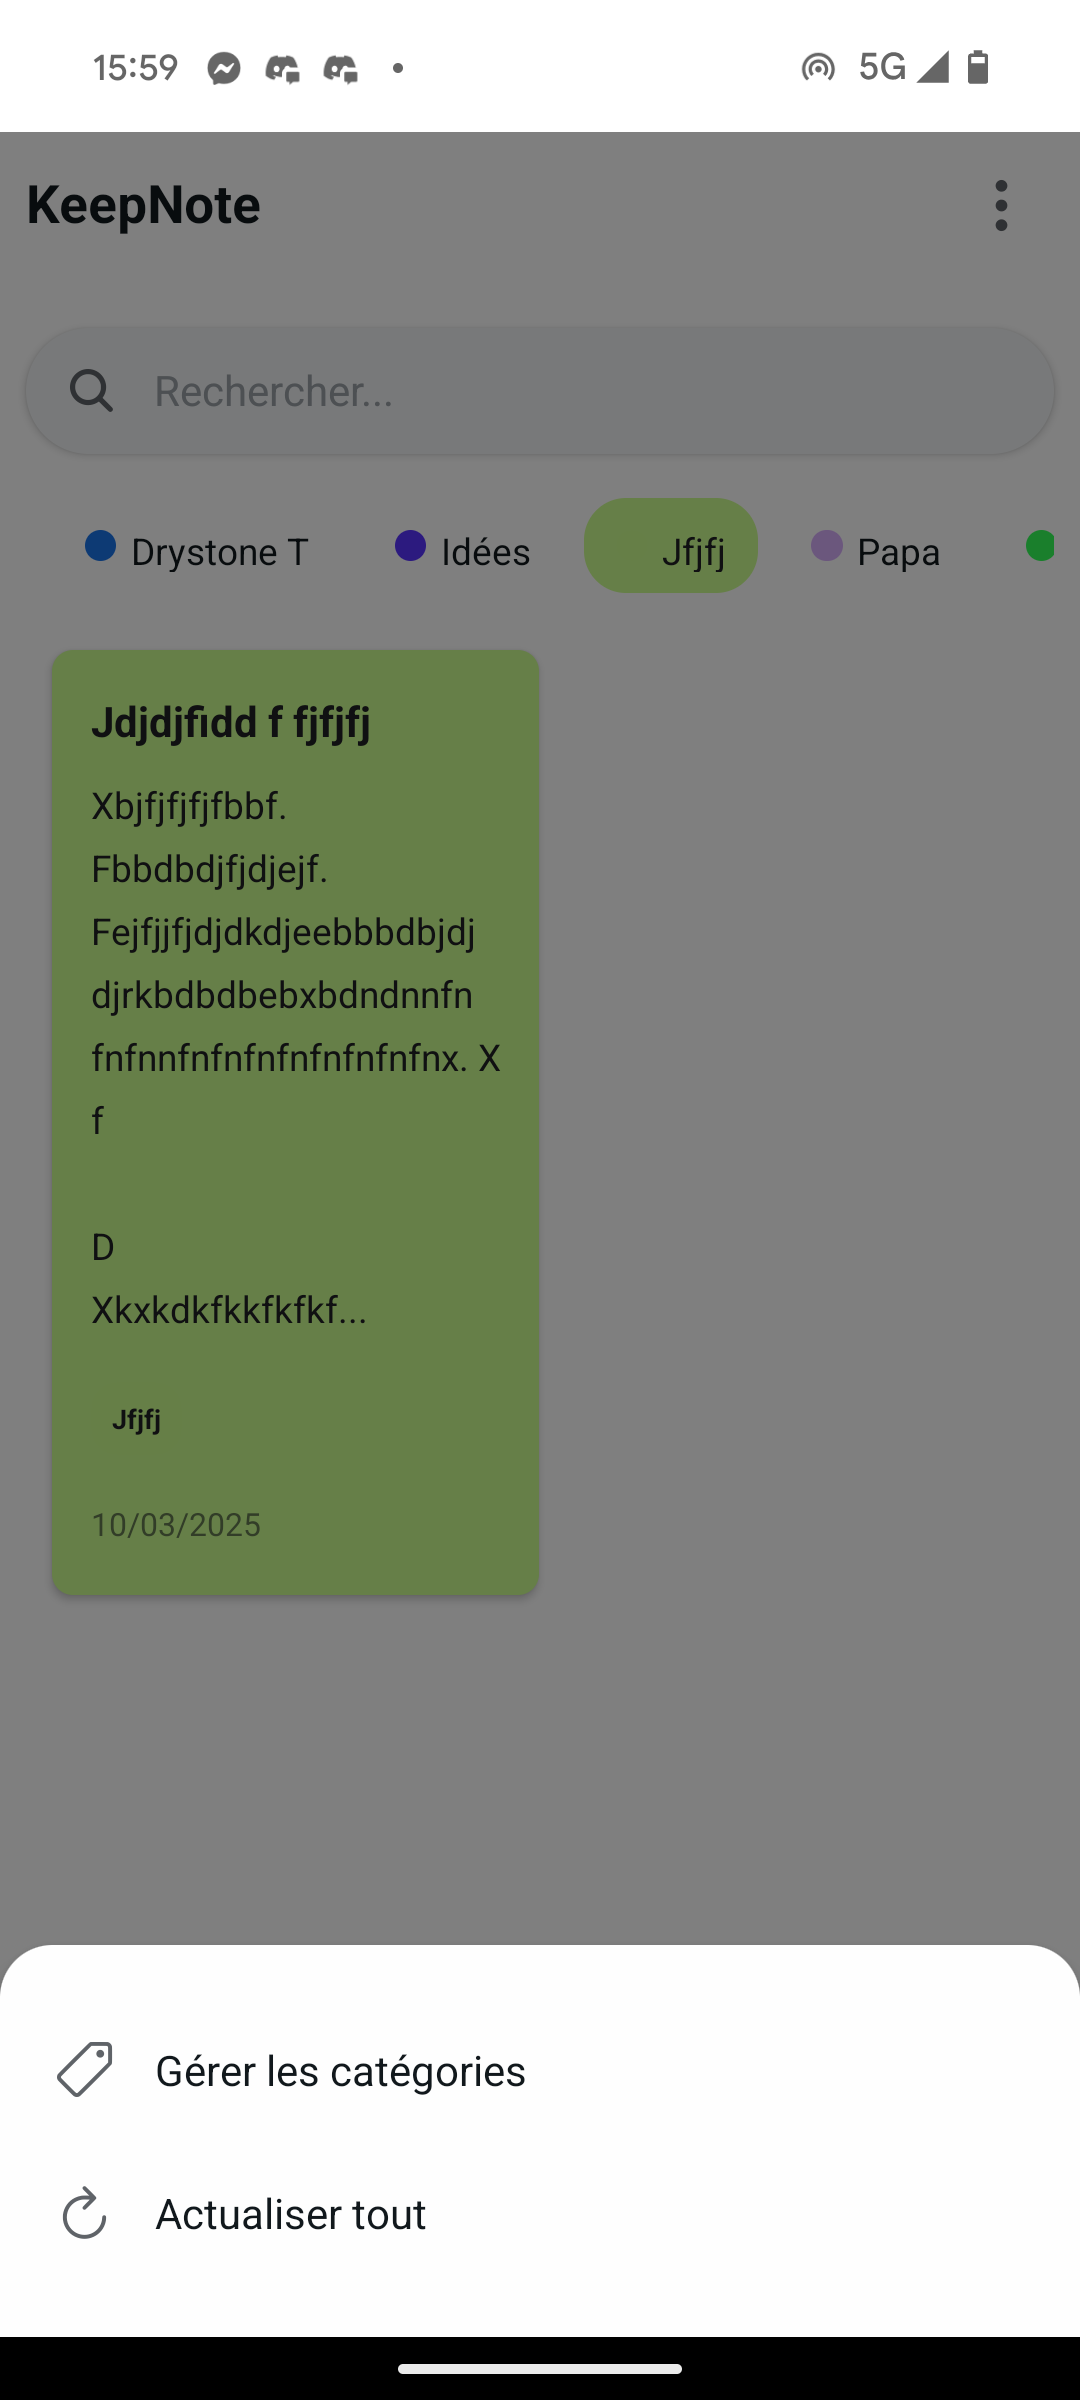 15:59
5G
KeepNote
Rechercher...
Drystone T Idées Jfjfj Papa
Jdjdjfidd f fjfjfj
Xbjfjfjfjfbbf.
Fbbdbdjfjdjejf.
Fejfjjfjdjdkdjeebbbdbjdj
djrkbdbdbebxbdndnnfn
fnfnnfnfnfnfnfnfnfnfnx. X
f
D
Xkxkdkfkkfkfkf...
Jfjfj
10/03/2025
Gérer les catégories
Actualiser tout